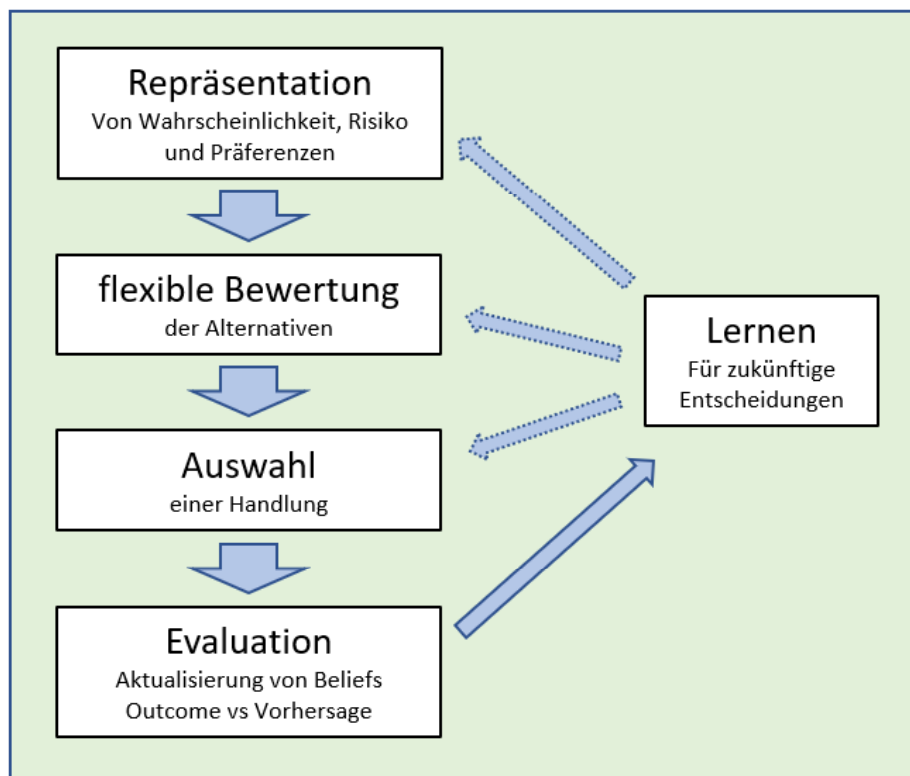 Repräsentation
Von Wahrscheinlichkeit, Risiko
und Präferenzen
flexible Bewertung
der Alternativen
Auswahl
einer Handlung
Evaluation
Aktualisierung von Beliefs
Outcome vs Vorhersage
Lernen
Für zukünftige
Entscheidungen